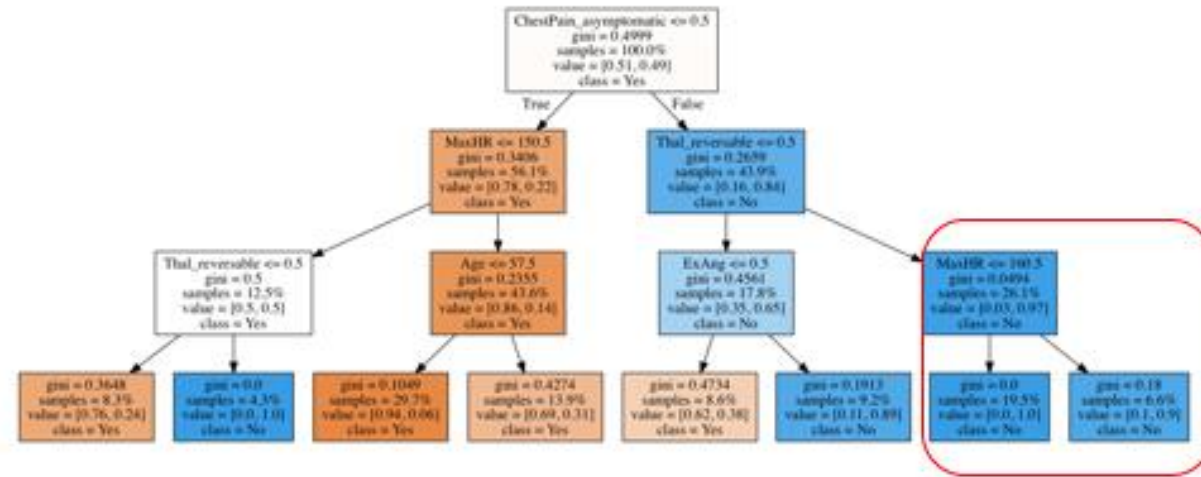 ChestPain_asymptomatic <= 0.5
gini = 0.4999
samples = 100.0%
value = [0.51, 0.49]
class = Yes
True
False
MaxHR <= 150.5
gini = 0.3406
samples = 56.1%
value = [0.78, 0.22]
class = Yes
Thal_reversable <= 0.5
gini = 0.2659
samples = 43.9%
value = [0.16, 0.84]
class = No
Thal_reversable <= 0.5
gini = 0.5
samples = 12.5%
value = [0.5, 0.5]
class = Yes
Age <= 57.5
gini = 0.2355
samples = 43.6%
value = [0.86, 0.14]
class = Yes
ExAng <= 0.5
gini = 0.4561
samples = 17.8%
value = [0.35, 0.65]
class = No
MaxHR <= 160.5
gini = 0.0494
samples = 26.1%
value = [0.03, 0.97]
class = No
gini = 0.3648
samples = 8.3%
value = [0.76, 0.24]
class = Yes
gini = 0.0
samples = 4.3%
value = [0.0, 1.0]
class = No
gini = 0.1049
samples = 29.7%
value = [0.94, 0.06]
class = Yes
gini = 0.4274
samples = 13.9%
value = [0.69, 0.31]
class = Yes
gini = 0.4734
samples = 8.6%
value = [0.62, 0.38]
class = Yes
gini = 0.1913
samples = 9.2%
value = [0.11, 0.89]
class = No
gini = 0.0
samples = 19.5%
value = [0.0, 1.0]
class = No
gini = 0.18
samples = 6.6%
value = [0.1, 0.9]
class = No